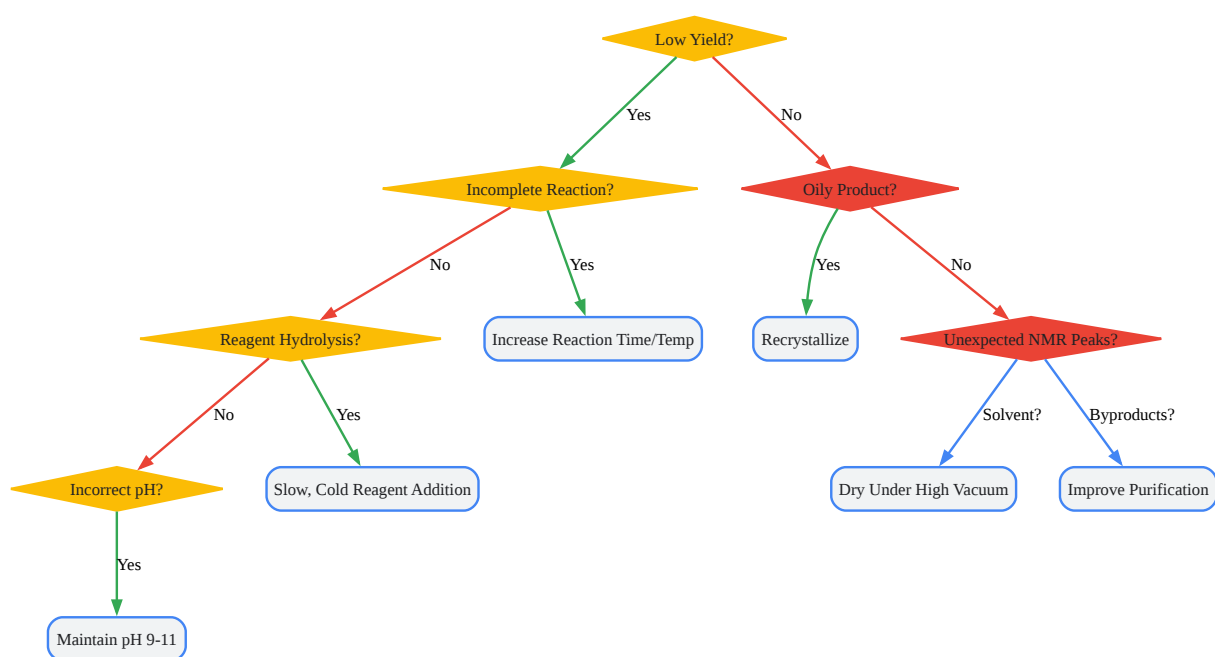 Low Yield?
Yes
No
Incomplete Reaction?
Oily Product?
No
Yes
Yes
No
Reagent Hydrolysis?
Increase Reaction Time/Temp
Recrystallize
Unexpected NMR Peaks?
No
Yes
Solvent?
Byproducts?
Incorrect pH?
Slow, Cold Reagent Addition
Dry Under High Vacuum
Improve Purification
Yes
Maintain pH 9-11